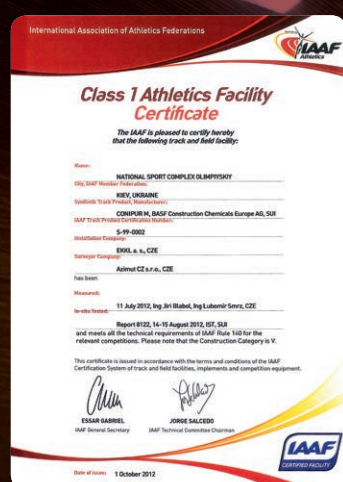 International Association of Athletics Federations
IAAF
Athletics
Class 1 Athletics Facility
Certificate
The IAAF is pleased to certify hereby
that the following track and field facility:
Name:
NATIONAL SPORT COMPLEX OLIMPIYSKIY
City, IAAF Member Federation:
KIEV, UKRAINE
Synthetic Track Product, Manufacturer:
CONIPUR M, BASF Construction Chemicals Europe AG, SUI
IAAF Track Product Certification Number:
S-99-0002
Installation Company:
EKKL a. s., CZE
Surveyor Company:
Azimut CZ s.r.o., CZE
has been
Measured:
11 July 2012, Ing Jiri Blabol, Ing Lubomir Smrz, CZE
In-situ Tested:
Report 8122, 14-15 August 2012, IST, SUI
and meets all the technical requirements of IAAF Rule 140 for the
relevant competitions. Please note that the Construction Category is V.
This certificate is issued in accordance with the terms and conditions of the IAAF
Certification System of track and field facilities, implements and competition equipment.
ESSAR GABRIEL
IAAF General Secretary
JORGE SALCEDO
IAAF Technical Committee Chairman
IAAF
CERTIFIED FACILITY
Date of issue: 1 October 2012